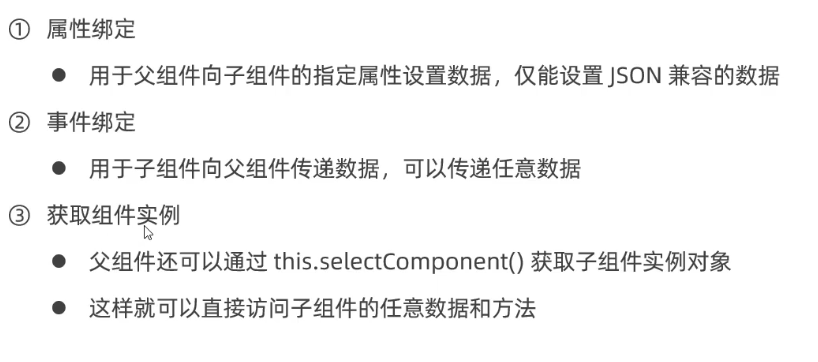 ① 属性绑定
● 用于父组件向子组件的指定属性设置数据，仅能设置 JSON 兼容的数据
② 事件绑定
● 用于子组件向父组件传递数据，可以传递任意数据
③ 获取组件实例
● 父组件还可以通过 this.selectComponent() 获取子组件实例对象
● 这样就可以直接访问子组件的任意数据和方法